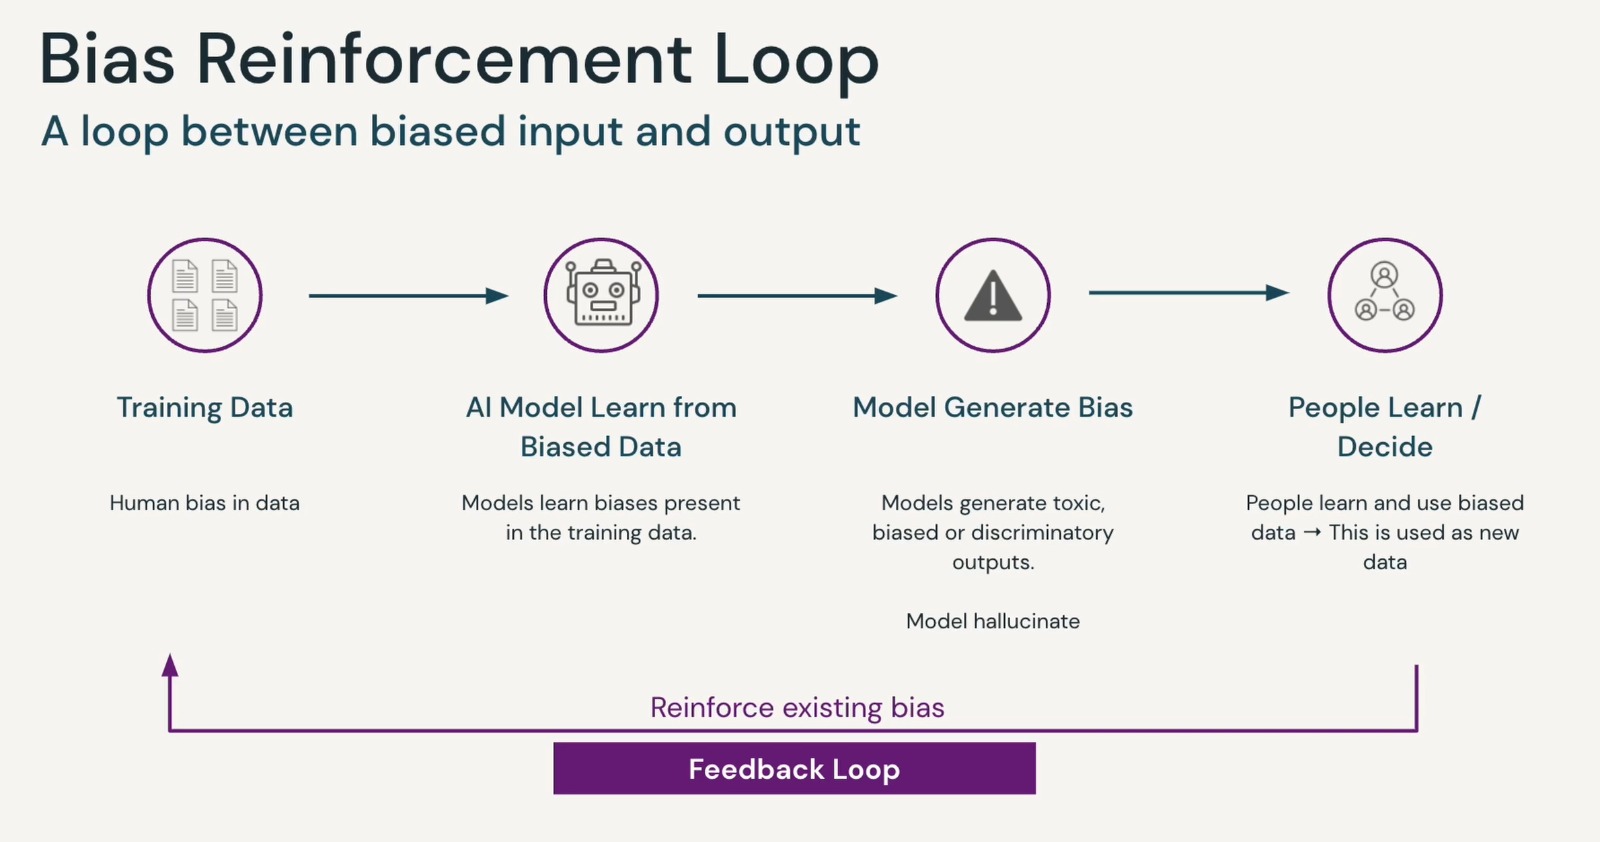 Bias Reinforcement Loop
A loop between biased input and output
Training Data
Human bias in data
AI Model Learn from
Biased Data
Models learn biases present
in the training data.
Model Generate Bias
Models generate toxic,
biased or discriminatory
outputs.
Model hallucinate
People Learn /
Decide
People learn and use biased
data → This is used as new
data
Reinforce existing bias
Feedback Loop